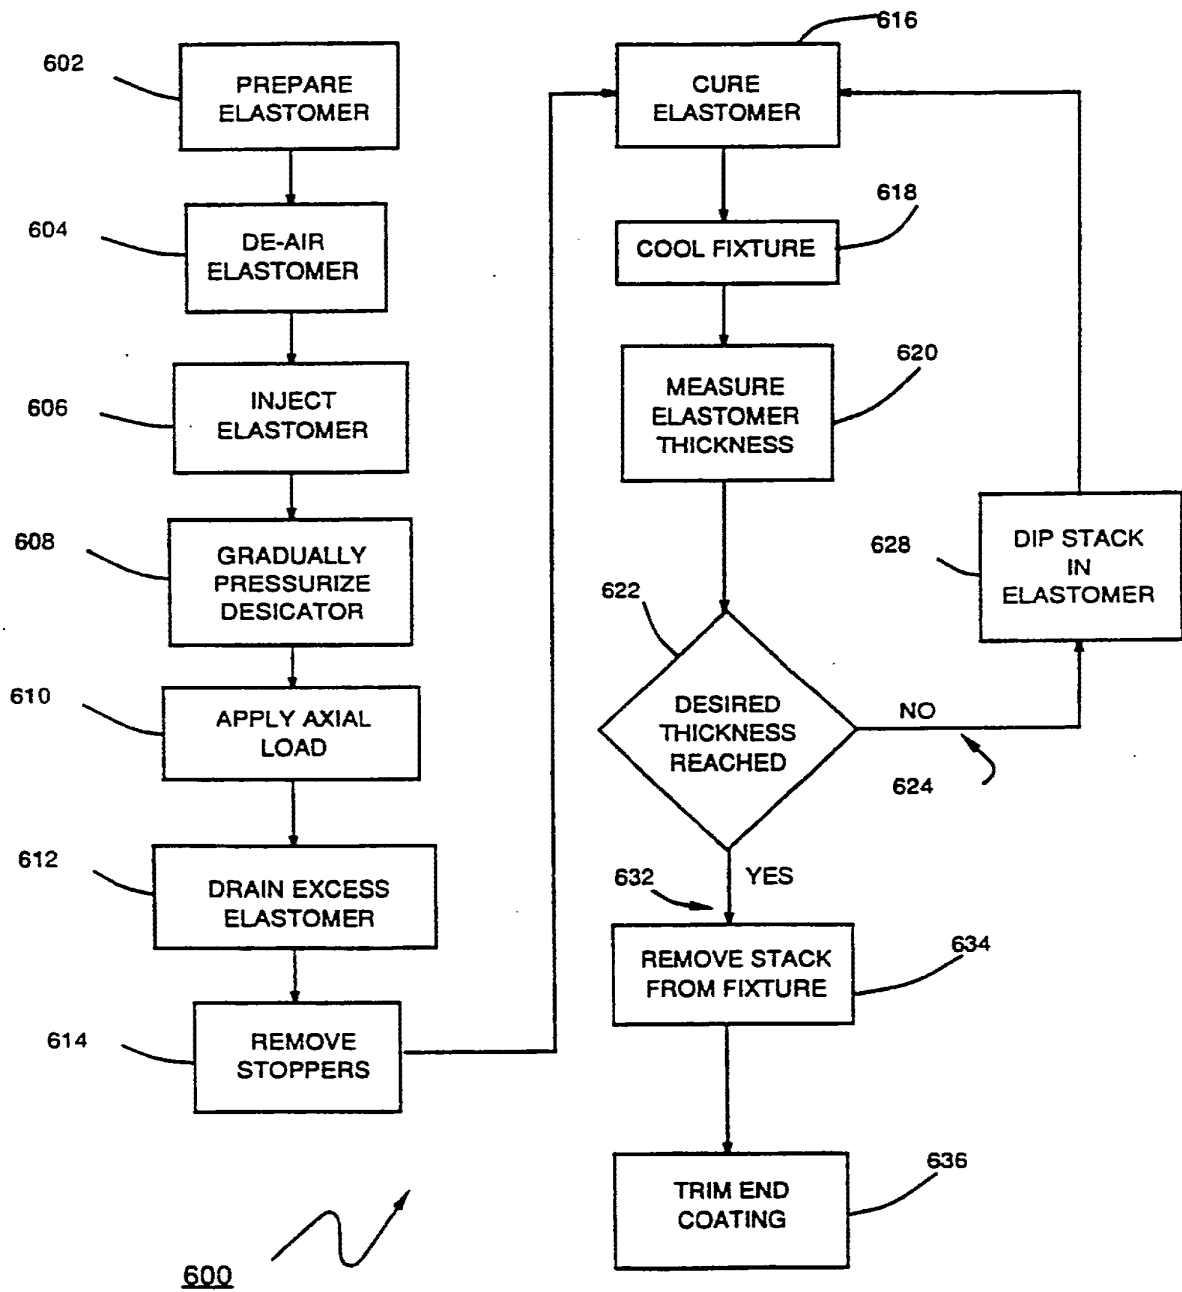 602
PREPARE
ELASTOMER
604
DE-AIR
ELASTOMER
606
INJECT
ELASTOMER
608
GRADUALLY
PRESSURIZE
DESICATOR
610
APPLY AXIAL
LOAD
612
DRAIN EXCESS
ELASTOMER
614
REMOVE
STOPPERS
616
CURE
ELASTOMER
618
COOL FIXTURE
620
MEASURE
ELASTOMER
THICKNESS
622
DESIRED
THICKNESS
REACHED
NO
624
628
DIP STACK
IN
ELASTOMER
YES
632
634
REMOVE STACK
FROM FIXTURE
636
TRIM END
COATING
600